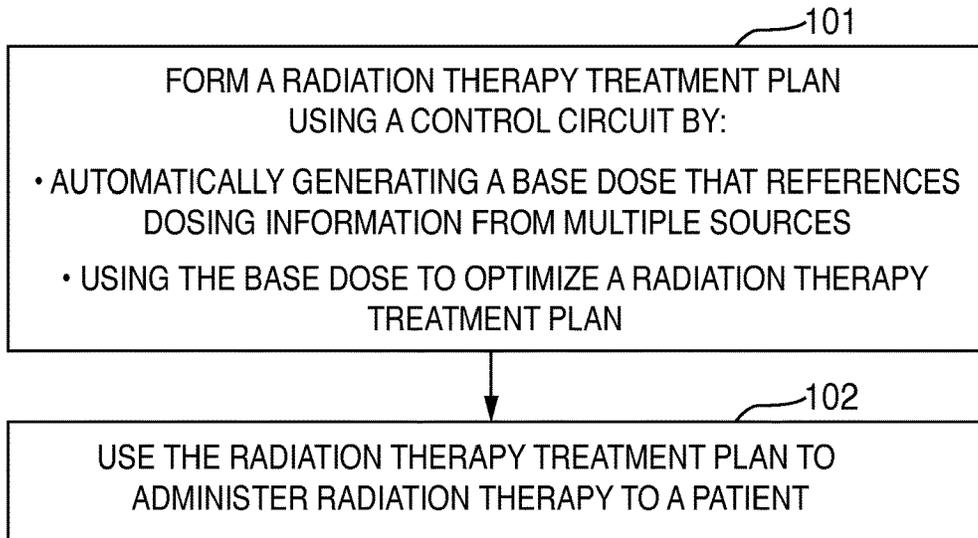 101
FORM A RADIATION THERAPY TREATMENT PLAN
USING A CONTROL CIRCUIT BY:
• AUTOMATICALLY GENERATING A BASE DOSE THAT REFERENCES
DOSING INFORMATION FROM MULTIPLE SOURCES
• USING THE BASE DOSE TO OPTIMIZE A RADIATION THERAPY
TREATMENT PLAN
102
USE THE RADIATION THERAPY TREATMENT PLAN TO
ADMINISTER RADIATION THERAPY TO A PATIENT